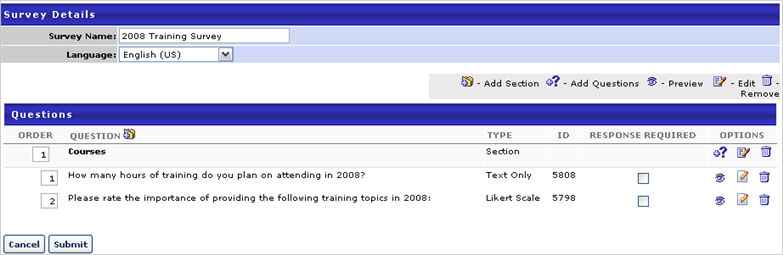 Survey Details
Survey Name: 2008 Training Survey
Language: English (US)
- Add Section +? - Add Questions - Preview - Edit -
Remove
Questions
ORDER QUESTION TYPE ID RESPONSE REQUIRED OPTIONS
1 Courses Section +?
1 How many hours of training do you plan on attending in 2008? Text Only 5808
2 Please rate the importance of providing the following training topics in 2008: Likert Scale 5798
Cancel Submit